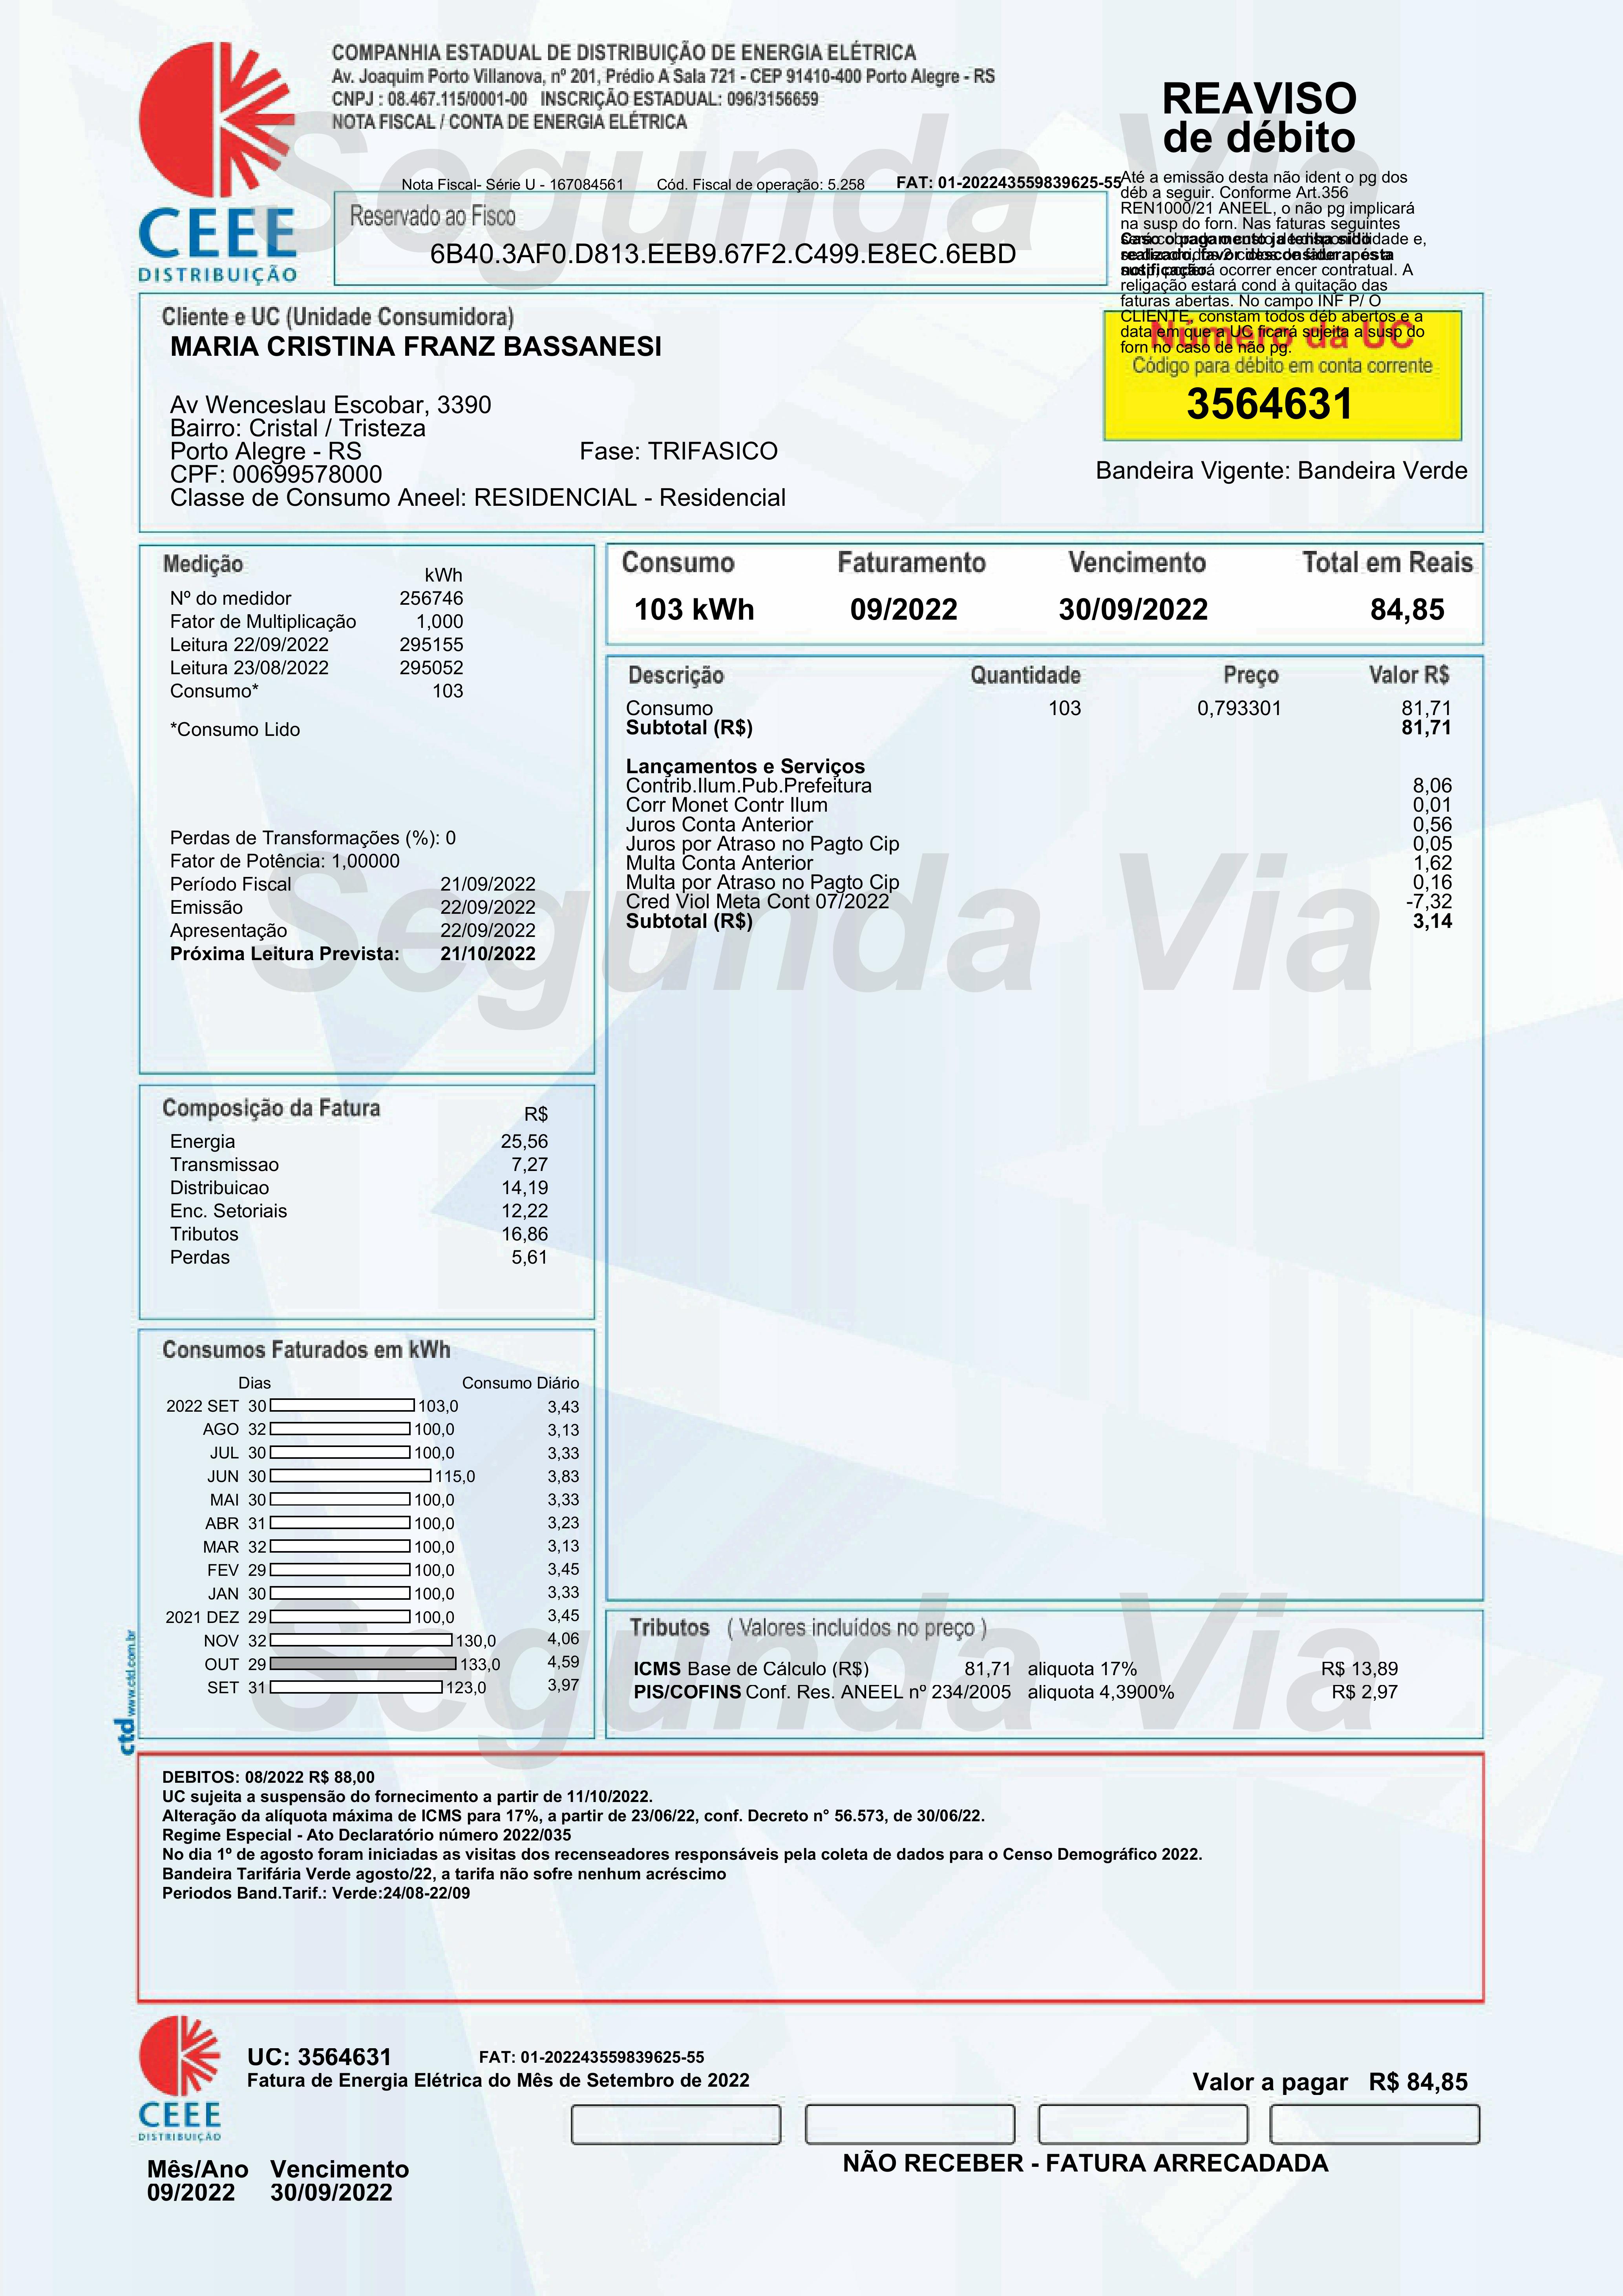 COMPANHIA ESTADUAL DE DISTRIBUIÇÃO DE ENERGIA ELÉTRICA
Av. Joaquim Porto Villanova, nº 201, Prédio A Sala 721 - CEP 91410-400 Porto Alegre - RS
CNPJ : 08.467.115/0001-00 INSCRIÇÃO ESTADUAL: 096/3156659
NOTA FISCAL / CONTA DE ENERGIA ELÉTRICA
CEEE
DISTRIBUIÇÃO
REAVISO
de débito
Segunda Via
Nota Fiscal- Série U - 167084561 Cód. Fiscal de operação: 5.258 FAT: 01-202243559839625-55
Até a emissão desta não ident o pg dos
déb a seguir. Conforme Art.356
REN1000/21 ANEEL, o não pg implicará
na susp do forn. Nas faturas seguintes
Caso o pagamento ja tenha sido
realizado, favor desconsiderar esta
notificação.
ocorrer encer contratual. A
religação estará cond à quitação das
faturas abertas. No campo INF P/ O
CLIENTE, constam todos déb abertos e a
data em que a UC ficará sujeita a susp do
forn no caso de não pg.
Reservado ao Fisco
6B40.3AF0.D813.EEB9.67F2.C499.E8EC.6EBD
Cliente e UC (Unidade Consumidora)
MARIA CRISTINA FRANZ BASSANESI
Av Wenceslau Escobar, 3390
Bairro: Cristal / Tristeza
Porto Alegre - RS Fase: TRIFASICO
CPF: 00699578000
Classe de Consumo Aneel: RESIDENCIAL - Residencial
Número da UC
Código para débito em conta corrente
3564631
Bandeira Vigente: Bandeira Verde
Medição
kWh
Nº do medidor 256746
Fator de Multiplicação 1,000
Leitura 22/09/2022 295155
Leitura 23/08/2022 295052
Consumo* 103
*Consumo Lido
Perdas de Transformações (%): 0
Fator de Potência: 1,00000
Período Fiscal 21/09/2022
Emissão 22/09/2022
Apresentação 22/09/2022
Próxima Leitura Prevista: 21/10/2022
Consumo Faturamento Vencimento Total em Reais
103 kWh 09/2022 30/09/2022 84,85
Descrição Quantidade Preço Valor R$
Consumo 103 0,793301 81,71
Subtotal (R$) 81,71
Lançamentos e Serviços
Contrib.Ilum.Pub.Prefeitura 8,06
Corr Monet Contr Ilum 0,01
Juros Conta Anterior 0,56
Juros por Atraso no Pagto Cip 0,05
Multa Conta Anterior 1,62
Multa por Atraso no Pagto Cip 0,16
Cred Viol Meta Cont 07/2022 -7,32
Subtotal (R$) 3,14
Segunda Via
Composição da Fatura R$
Energia 25,56
Transmissao 7,27
Distribuicao 14,19
Enc. Setoriais 12,22
Tributos 16,86
Perdas 5,61
Consumos Faturados em kWh
Dias Consumo Diário
2022 SET 30 103,0 3,43
AGO 32 100,0 3,13
JUL 30 100,0 3,33
JUN 30 115,0 3,83
MAI 30 100,0 3,33
ABR 31 100,0 3,23
MAR 32 100,0 3,13
FEV 29 100,0 3,45
JAN 30 100,0 3,33
2021 DEZ 29 100,0 3,45
NOV 32 130,0 4,06
OUT 29 133,0 4,59
SET 31 123,0 3,97
Tributos ( Valores incluídos no preço )
ICMS Base de Cálculo (R$) 81,71 aliquota 17% R$ 13,89
PIS/COFINS Conf. Res. ANEEL nº 234/2005 aliquota 4,3900% R$ 2,97
Segunda Via
ctd www.ctd.com.br
DEBITOS: 08/2022 R$ 88,00
UC sujeita a suspensão do fornecimento a partir de 11/10/2022.
Alteração da alíquota máxima de ICMS para 17%, a partir de 23/06/22, conf. Decreto n° 56.573, de 30/06/22.
Regime Especial - Ato Declaratório número 2022/035
No dia 1º de agosto foram iniciadas as visitas dos recenseadores responsáveis pela coleta de dados para o Censo Demográfico 2022.
Bandeira Tarifária Verde agosto/22, a tarifa não sofre nenhum acréscimo
Periodos Band.Tarif.: Verde:24/08-22/09
CEEE
DISTRIBUIÇÃO
UC: 3564631 FAT: 01-202243559839625-55
Fatura de Energia Elétrica do Mês de Setembro de 2022
Valor a pagar R$ 84,85
NÃO RECEBER - FATURA ARRECADADA
Mês/Ano Vencimento
09/2022 30/09/2022